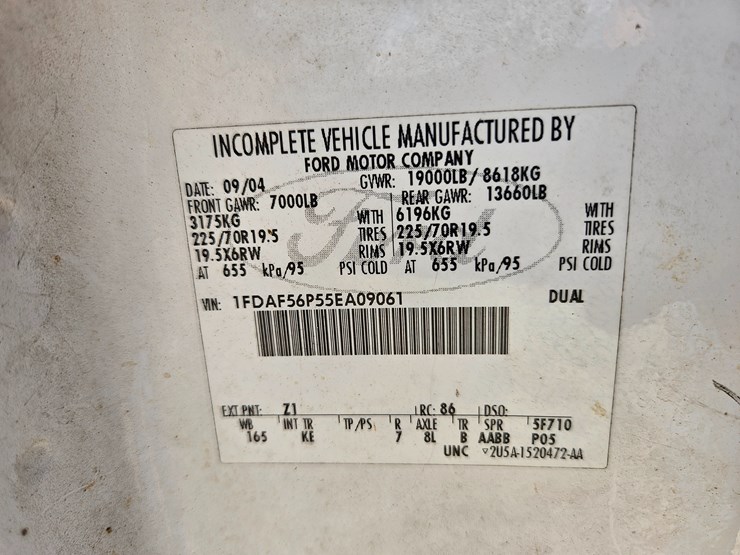 INCOMPLETE VEHICLE MANUFACTURED BY
FORD MOTOR COMPANY
DATE: 09/04 GVWR: 19000LB/ 8618KG
FRONT GAWR: 7000LB REAR GAWR: 13660LB
3175KG WITH 6196KG WITH
225/70R19.5 TIRES 225/70R19.5 TIRES
19.5X6RW RIMS 19.5X6RW RIMS
AT 655 kPa/95 PSI COLD AT 655 kPa/95 PSI COLD
VIN: 1FDAF56P55EA09061 DUAL
EXT PNT: Z1 RC: 86 DSO:
WB INT TR TP/PS R AXLE TR SPR 5F710
165 KE 7 8L B AABB P05
UNC 2U5A-1520472-AA
Ford